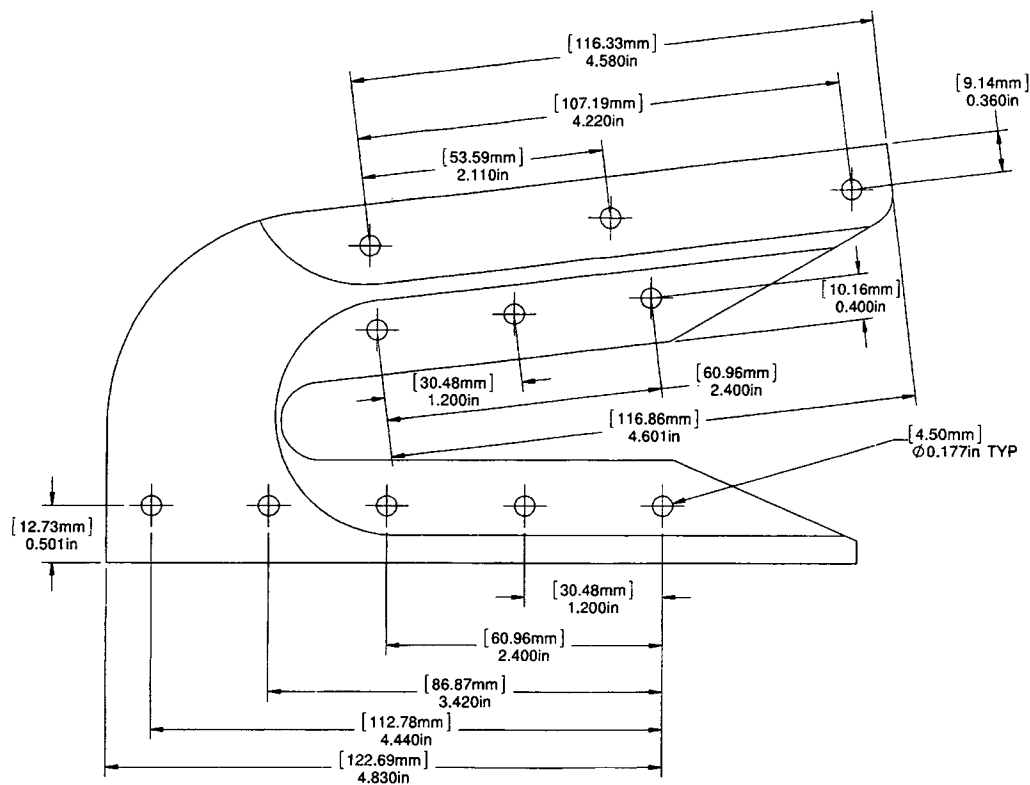 [116.33mm]
4.580in
[107.19mm]
4.220in
[53.59mm]
2.110in
[9.14mm]
0.360in
[10.16mm]
0.400in
[30.48mm]
1.200in
[60.96mm]
2.400in
[116.86mm]
4.601in
[4.50mm]
Ø0.177in TYP
[12.73mm]
0.501in
[30.48mm]
1.200in
[60.96mm]
2.400in
[86.87mm]
3.420in
[112.78mm]
4.440in
[122.69mm]
4.830in